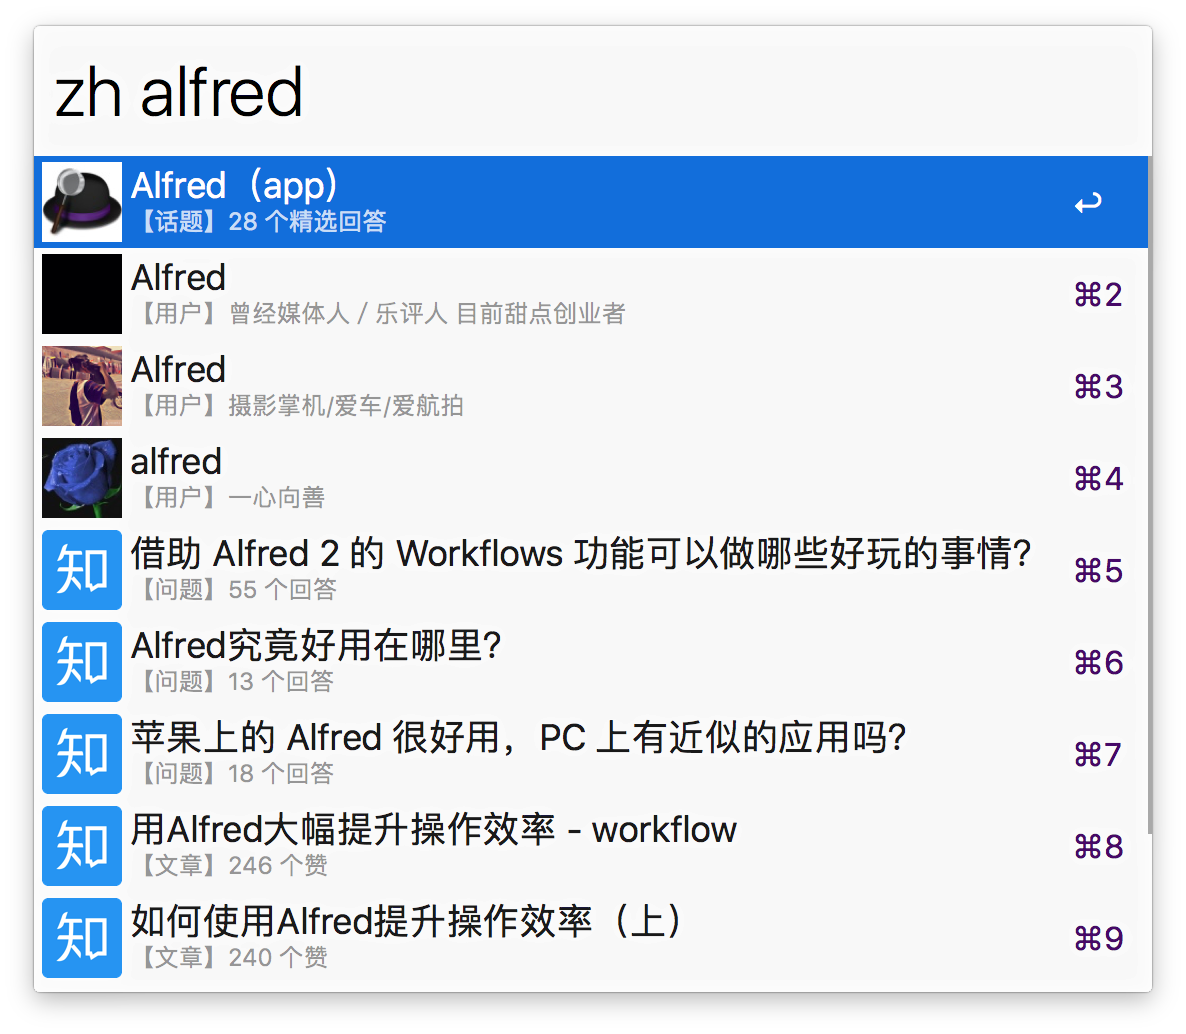 zh alfred
Alfred（app）
【话题】28 个精选回答
↩
Alfred
【用户】曾经媒体人 / 乐评人 目前甜点创业者
⌘2
Alfred
【用户】摄影掌机/爱车/爱航拍
⌘3
alfred
【用户】一心向善
⌘4
知
借助 Alfred 2 的 Workflows 功能可以做哪些好玩的事情?
【问题】55 个回答
⌘5
知
Alfred究竟好用在哪里?
【问题】13 个回答
⌘6
知
苹果上的 Alfred 很好用，PC 上有近似的应用吗?
【问题】18 个回答
⌘7
知
用Alfred大幅提升操作效率 - workflow
【文章】246 个赞
⌘8
知
如何使用Alfred提升操作效率（上）
【文章】240 个赞
⌘9